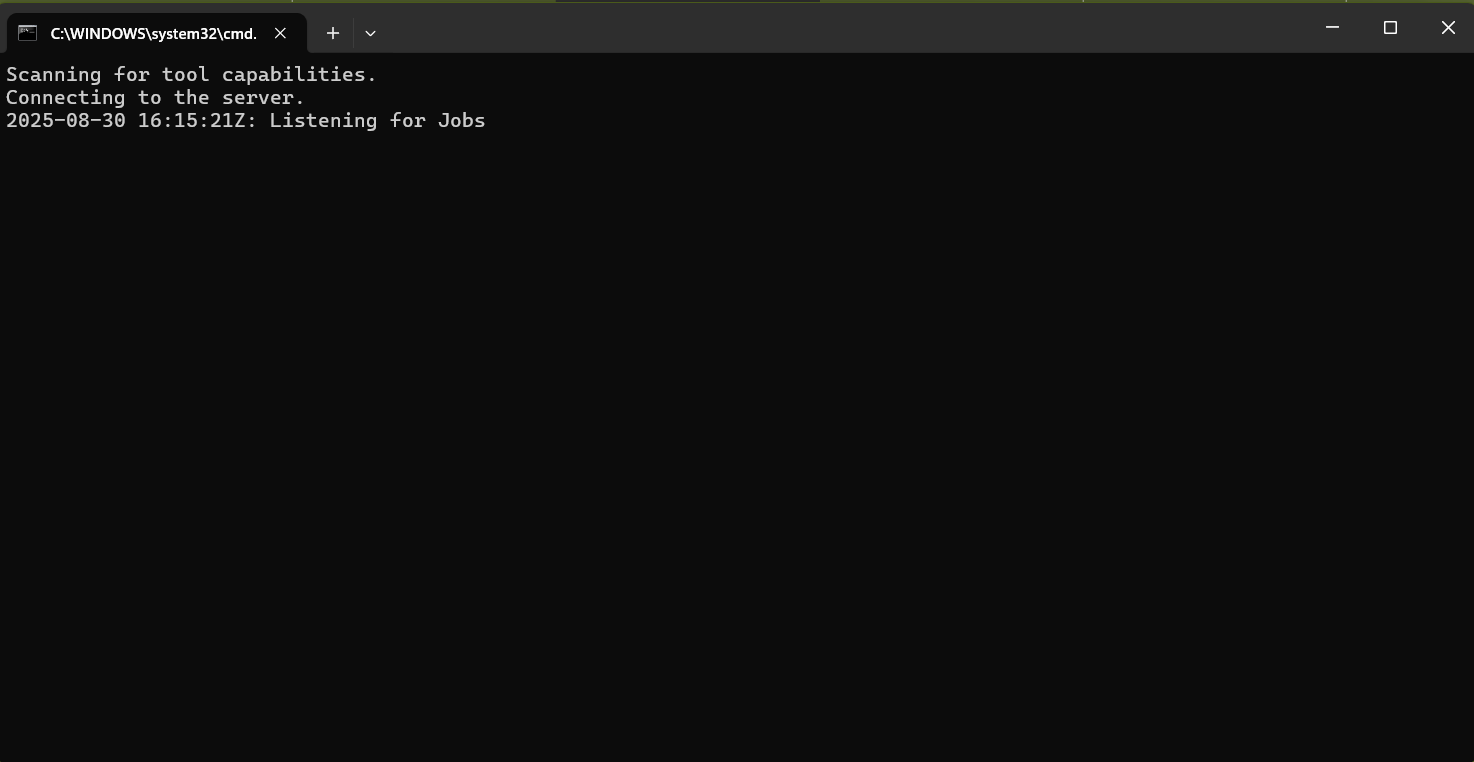 C:\WINDOWS\system32\cmd.
Scanning for tool capabilities.
Connecting to the server.
2025-08-30 16:15:21Z: Listening for Jobs